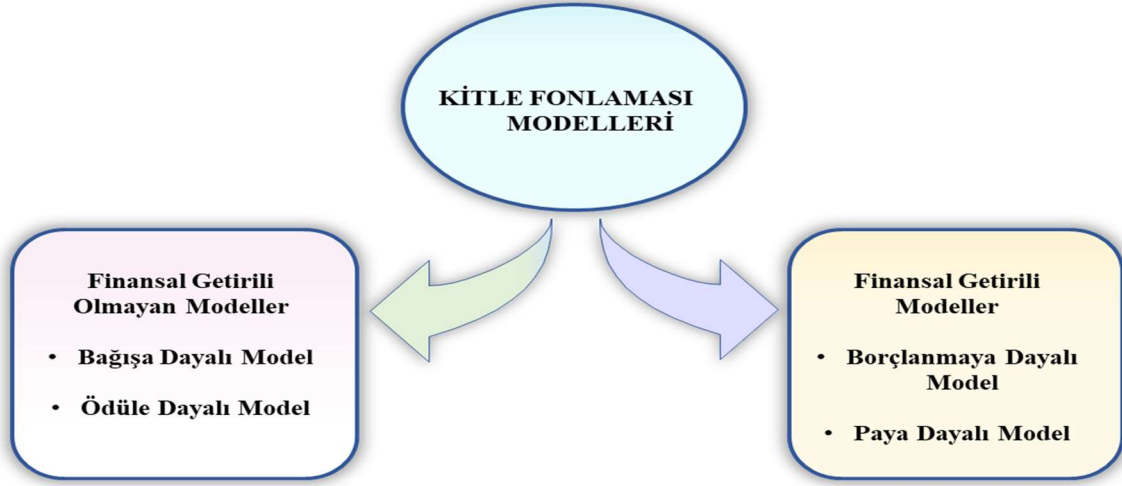 KİTLE FONLAMASI
MODELLERİ
Finansal Getirili
Olmayan Modeller
• Bağışa Dayalı Model
• Ödüle Dayalı Model
Finansal Getirili
Modeller
• Borçlanmaya Dayalı
Model
• Paya Dayalı Model